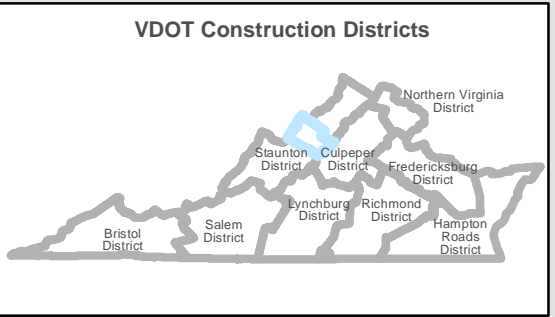 VDOT Construction Districts
Northern Virginia
District
Staunton
District
Culpeper
District
Fredericksburg
District
Lynchburg
District
Richmond
District
Salem
District
Bristol
District
Hampton
Roads
District